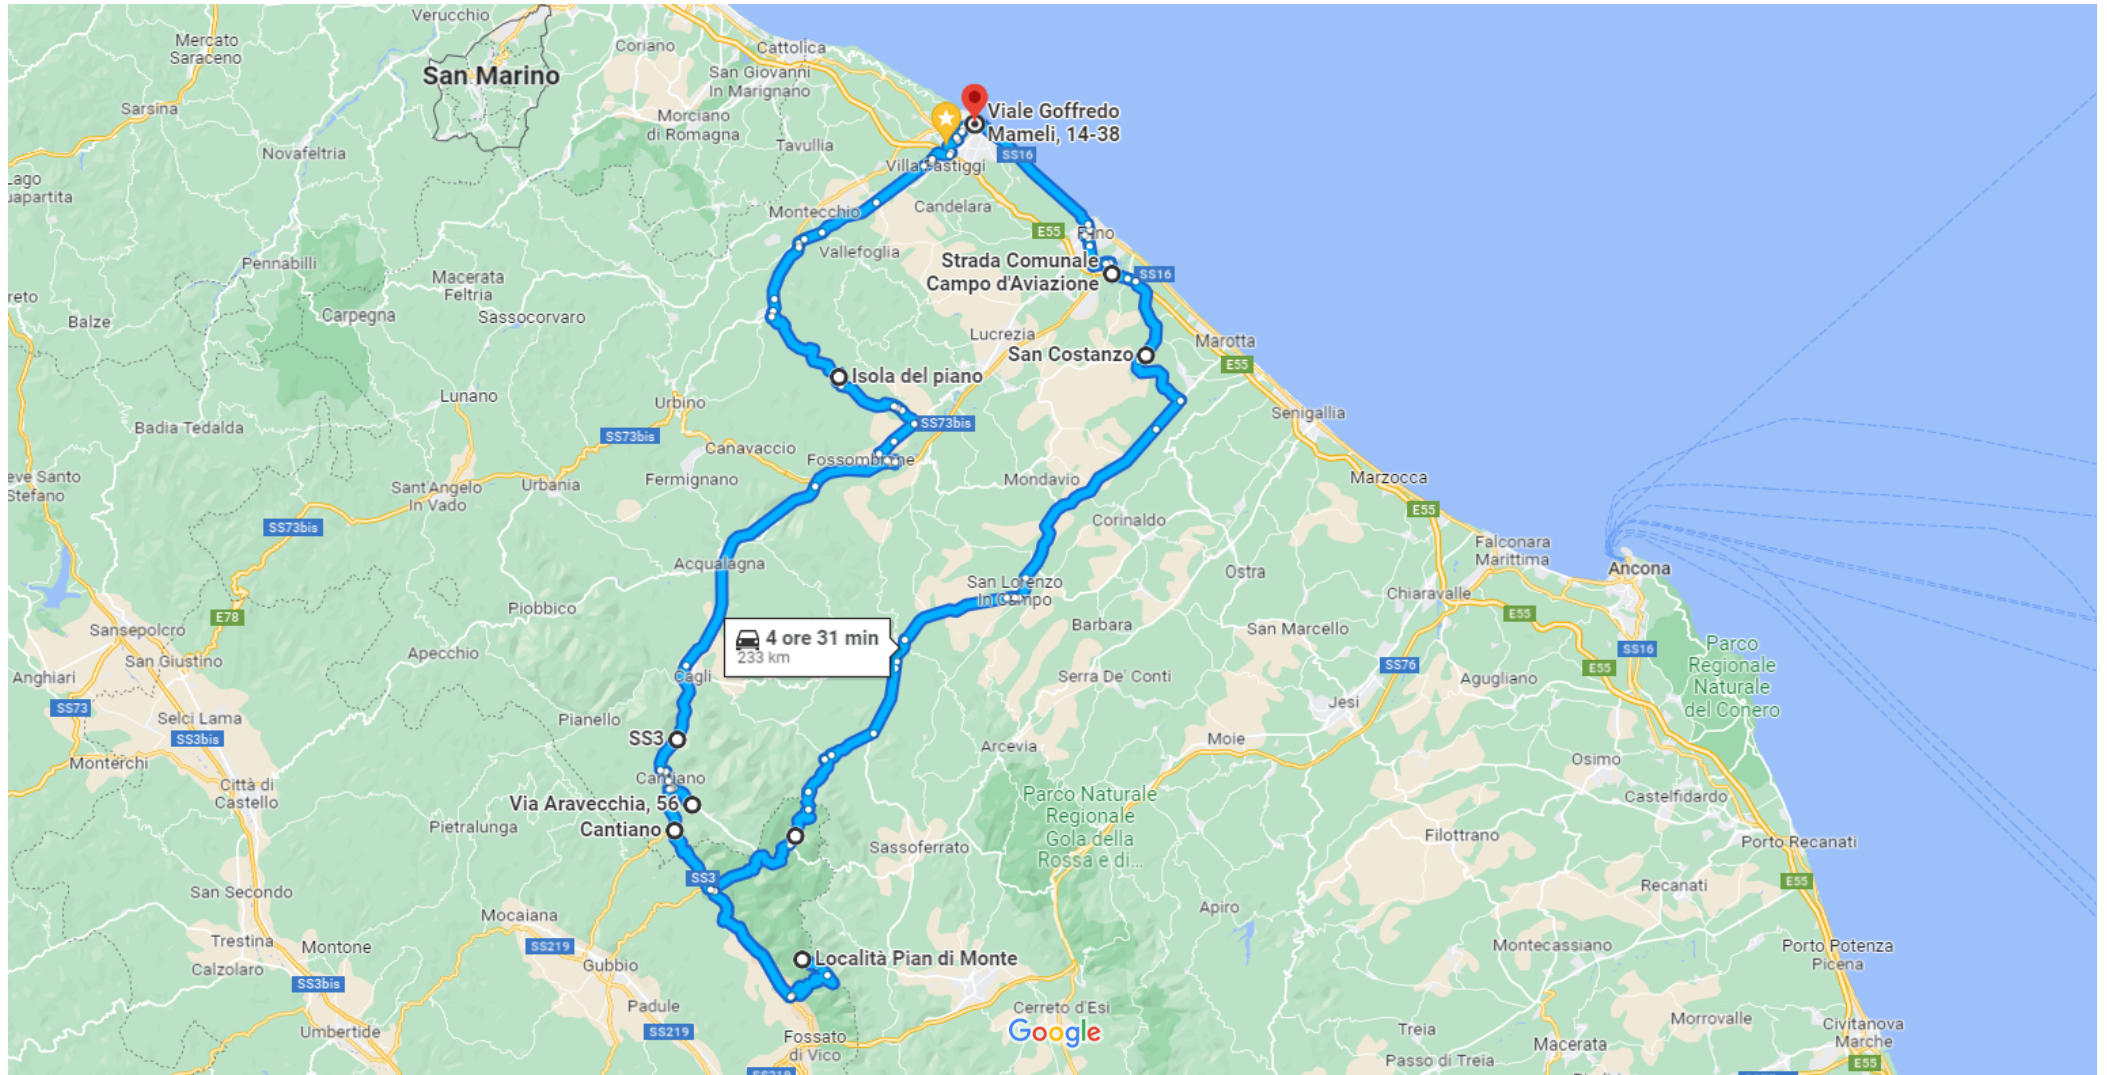 Verucchio
Mercato
Saraceno
San Marino
Coriano
Cattolica
San Giovanni
In Marignano
Sarsina
Morciano
di Romagna
Viale Goffredo
Mameli, 14-38
Novafeltria
Tavullia
SS16
Villa Fastiggi
Montecchio
Candelara
E55
Fano
Vallefoglia
Strada Comunale
Campo d'Aviazione
SS16
Pennabilli
Macerata
Feltria
Carpegna
Sassocorvaro
Balze
Lucrezia
San Costanzo
Marotta
E55
Isola del piano
Lunano
Urbino
Senigallia
Badia Tedalda
SS73bis
SS73bis
Canavaccio
Fossombrone
Fermignano
Mondavio
Marzocca
eve Santo
Stefano
Sant'Angelo
In Vado
Urbania
E55
SS73bis
Corinaldo
Acqualagna
Falconara
Marittima
Ancona
San Lorenzo
In Campo
Ostra
Chiaravalle
E55
E78
Piobbico
Sansepolcro
San Giustino
Barbara
San Marcello
4 ore 31 min
233 km
Apecchio
Cagli
Anghiari
Serra De' Conti
SS76
E55
SS16
Agugliano
Parco
Regionale
Naturale
del Conero
SS73
Selci Lama
SS3bis
Pianello
SS3
Jesi
Moie
Arcevia
Monterchi
Osimo
Cantiano
Città di
Castello
Parco Naturale
Regionale
Gola della
Rossa e di...
Castelfidardo
Via Aravecchia, 56
Cantiano
Pietralunga
Sassoferrato
Filottrano
Porto Recanati
SS3
San Secondo
Recanati
E55
Mocaiana
Apiro
Trestina
Montone
SS219
Calzolaro
Gubbio
Località Pian di Monte
Montecassiano
Porto Potenza
Picena
SS3bis
Padule
Umbertide
SS219
Cerreto d'Esi
Google
Fossato
di Vico
Treia
Morrovalle
Civitanova
Marche
Passo di Treia
Macerata
E55
SS219